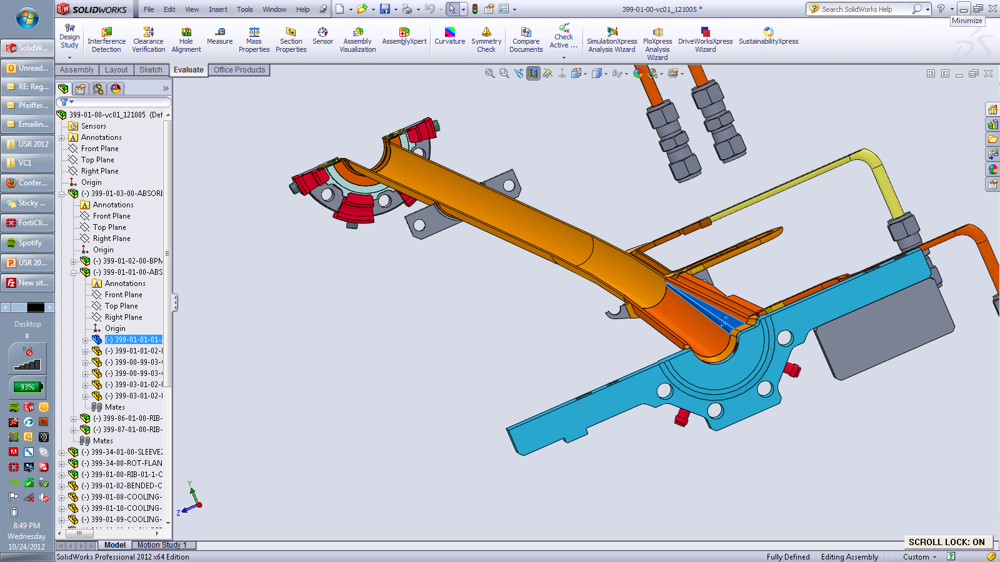 SOLIDWORKS
File Edit View Insert Tools Window Help
399-01-00-vc01_121005 *
Search SolidWorks Help
Minimize
Design Study
Interference Detection
Clearance Verification
Hole Alignment
Measure
Mass Properties
Section Properties
Sensor
Assembly Visualization
AssemblyXpert
Curvature
Symmetry Check
Compare Documents
Check Active ...
SimulationXpress Analysis Wizard
FloXpress Analysis Wizard
DriveWorksXpress Wizard
SustainabilityXpress
Assembly Layout Sketch Evaluate Office Products
SolidW...
Unread...
RE: Reg...
Pfeiffer...
Emailin...
USR 2012
VC1
Confer...
Sticky ...
FortiCli...
Spotify
USR 20...
New sit...
Desktop
93%
8:49 PM
Wednesday
10/24/2012
399-01-00-vc01_121005 (Def
Sensors
Annotations
Front Plane
Top Plane
Right Plane
Origin
(-) 399-01-03-00-ABSORE
Annotations
Front Plane
Top Plane
Right Plane
Origin
(-) 399-01-02-00-BPM
(-) 399-01-01-00-ABS
Annotations
Front Plane
Top Plane
Right Plane
Origin
(-) 399-01-01-01-
(-) 399-01-01-02-
(-) 399-00-99-03-
(-) 399-00-99-03-
(-) 399-03-01-02-
(-) 399-03-01-02-
Mates
(-) 399-86-01-00-RIB-
(-) 399-87-01-00-RIB-
Mates
(-) 399-34-01-00-SLEEVE
(-) 399-34-00-ROT-FLAN
(-) 399-81-00-RIB-01-1-C
(-) 399-01-02-BENDED-C
(-) 399-01-08-COOLING-
(-) 399-01-10-COOLING-
(-) 399-01-09-COOLING-
Y
Z
Model Motion Study 1
SCROLL LOCK: ON
SolidWorks Professional 2012 x64 Edition
Fully Defined Editing Assembly Custom